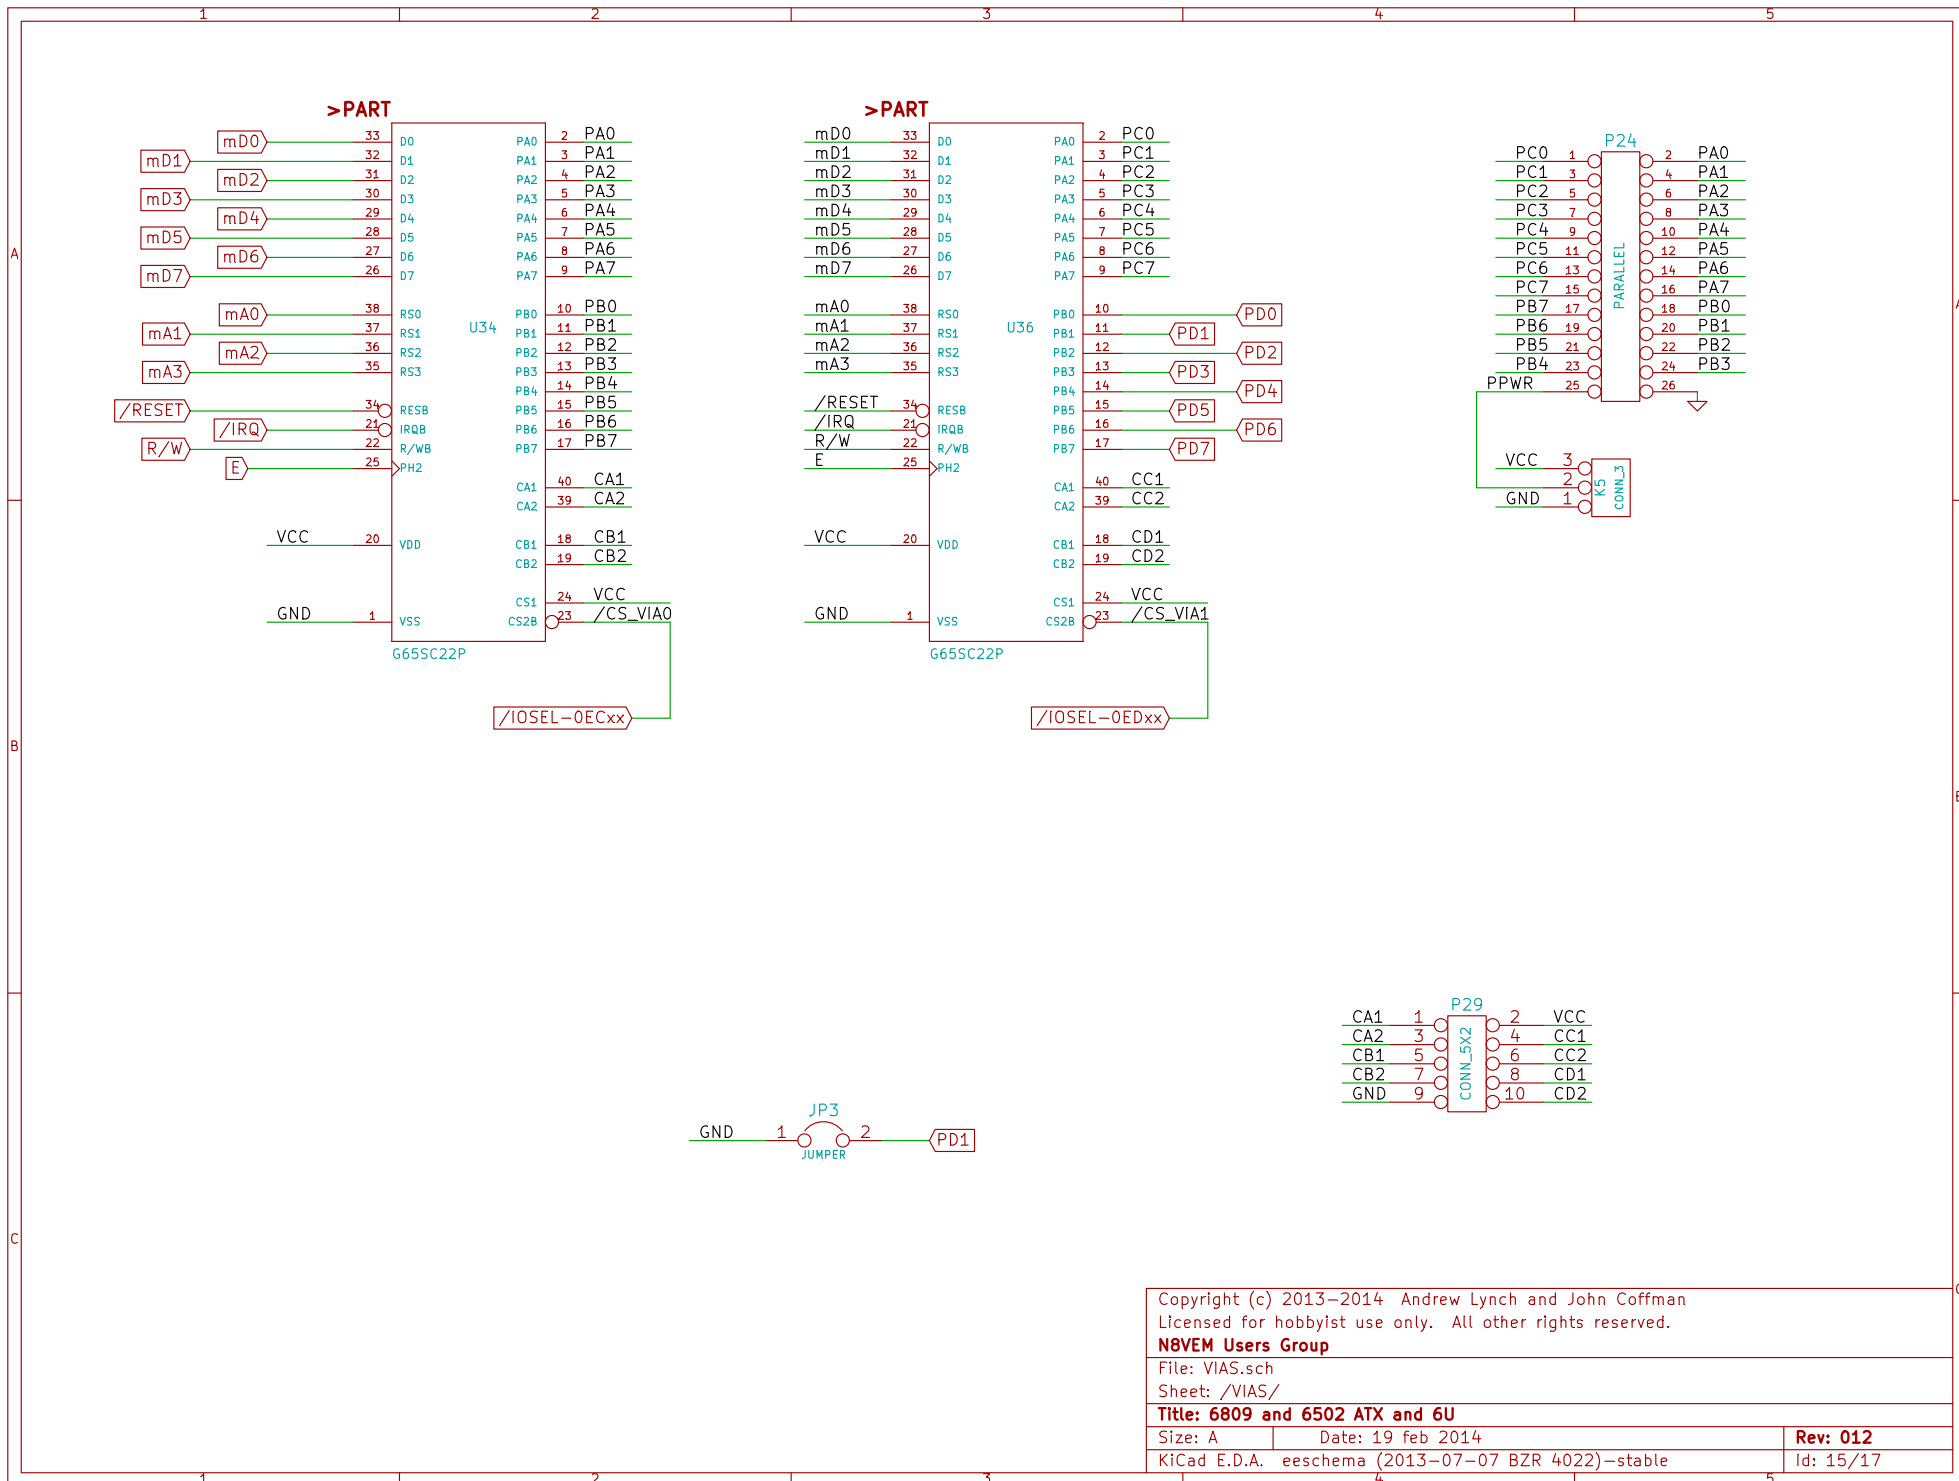 1 2 3 4 5
A
B
C
>PART
mD0 33 D0 PA0 2 PA0
mD1 32 D1 PA1 3 PA1
mD2 31 D2 PA2 4 PA2
mD3 30 D3 PA3 5 PA3
mD4 29 D4 PA4 6 PA4
mD5 28 D5 PA5 7 PA5
mD6 27 D6 PA6 8 PA6
mD7 26 D7 PA7 9 PA7
mA0 38 RS0 PB0 10 PB0
mA1 37 RS1 U34 PB1 11 PB1
mA2 36 RS2 PB2 12 PB2
mA3 35 RS3 PB3 13 PB3
PB4 14 PB4
/RESET 34 RESB PB5 15 PB5
/IRQ 21 IRQB PB6 16 PB6
R/W 22 R/WB PB7 17 PB7
E 25 PH2
CA1 40 CA1
CA2 39 CA2
VCC 20 VDD CB1 18 CB1
CB2 19 CB2
CS1 24 VCC
GND 1 VSS CS2B 23 /CS_VIA0
G65SC22P
/IOSEL-0ECxx
>PART
mD0 33 D0 PA0 2 PC0
mD1 32 D1 PA1 3 PC1
mD2 31 D2 PA2 4 PC2
mD3 30 D3 PA3 5 PC3
mD4 29 D4 PA4 6 PC4
mD5 28 D5 PA5 7 PC5
mD6 27 D6 PA6 8 PC6
mD7 26 D7 PA7 9 PC7
mA0 38 RS0 PB0 10 PD0
mA1 37 RS1 U36 PB1 11 PD1
mA2 36 RS2 PB2 12 PD2
mA3 35 RS3 PB3 13 PD3
PB4 14 PD4
/RESET 34 RESB PB5 15 PD5
/IRQ 21 IRQB PB6 16 PD6
R/W 22 R/WB PB7 17 PD7
E 25 PH2
CA1 40 CC1
CA2 39 CC2
VCC 20 VDD CB1 18 CD1
CB2 19 CD2
CS1 24 VCC
GND 1 VSS CS2B 23 /CS_VIA1
G65SC22P
/IOSEL-0EDxx
P24
PC0 1 2 PA0
PC1 3 4 PA1
PC2 5 6 PA2
PC3 7 8 PA3
PC4 9 10 PA4
PC5 11 12 PA5
PC6 13 14 PA6
PC7 15 16 PA7
PB7 17 18 PB0
PB6 19 20 PB1
PB5 21 22 PB2
PB4 23 24 PB3
PPWR 25 26
PARALLEL
VCC 3
2
GND 1
K5
CONN_3
P29
CA1 1 2 VCC
CA2 3 4 CC1
CB1 5 6 CC2
CB2 7 8 CD1
GND 9 10 CD2
CONN_5X2
JP3
GND 1 2 PD1
JUMPER
Copyright (c) 2013-2014 Andrew Lynch and John Coffman
Licensed for hobbyist use only. All other rights reserved.
N8VEM Users Group
File: VIAS.sch
Sheet: /VIAS/
Title: 6809 and 6502 ATX and 6U
Size: A Date: 19 feb 2014 Rev: 012
KiCad E.D.A. eeschema (2013-07-07 BZR 4022)-stable Id: 15/17
1 2 3 4 5